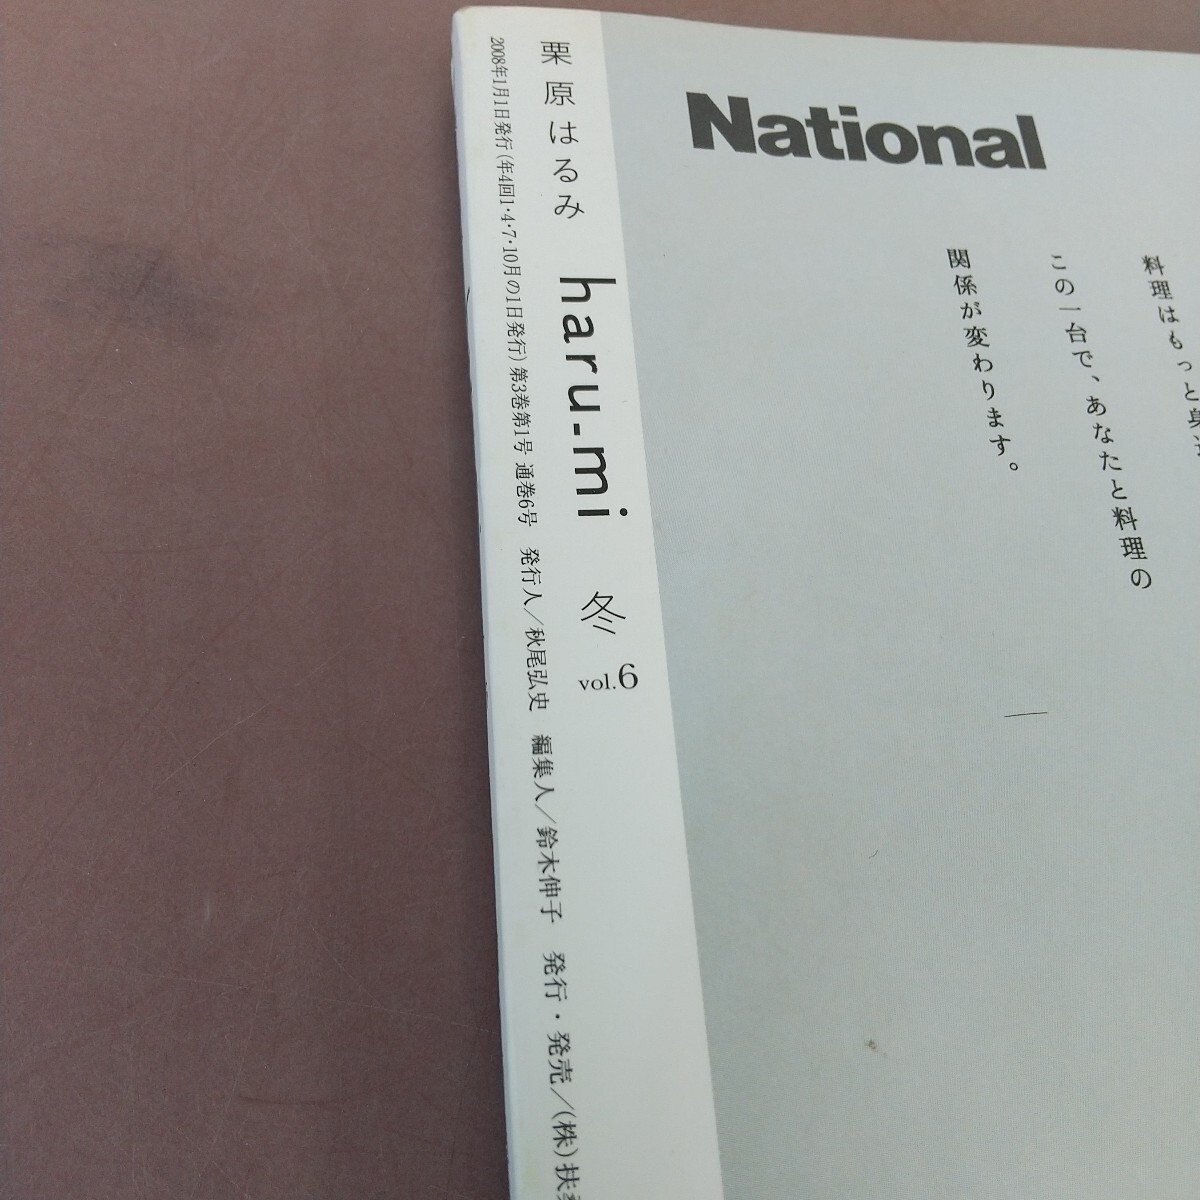 栗原はるみ haru_mi 冬 vol.6
2008年1月1日発行(年4回1・4・7・10月の1日発行)第3巻第1号 通巻6号 発行人／秋尾弘史 編集人／鈴木伸子 発行・発売／(株)扶桑
National
料理はもっと
この一台で、あなたと料理の
関係が変わります。